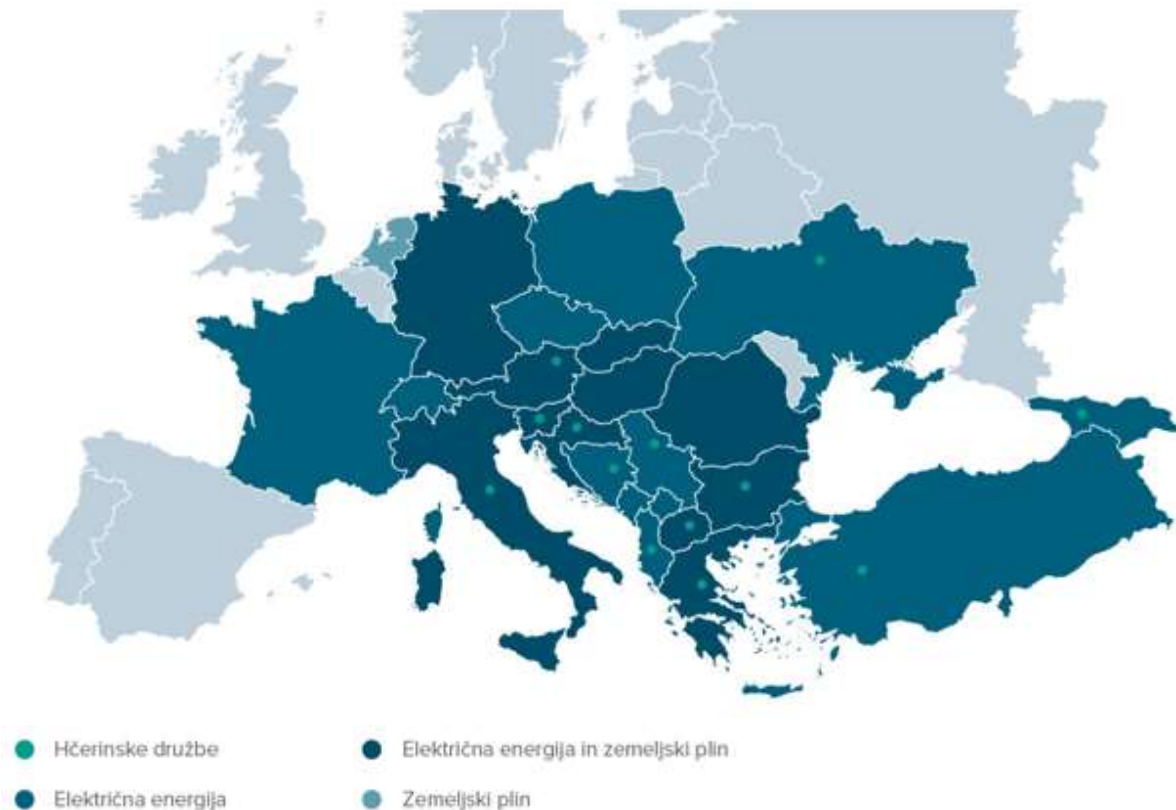 Hčerinske družbe
Električna energija in zemeljski plin
Električna energija
Zemeljski plin